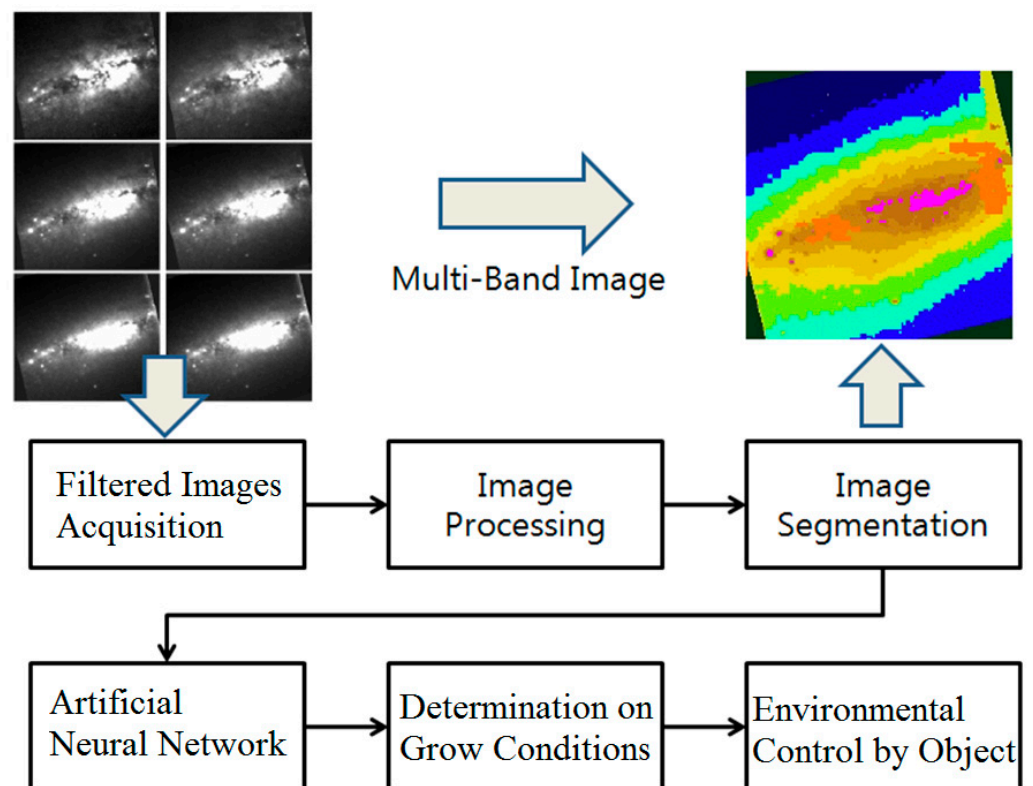 Multi-Band Image
Filtered Images
Acquisition
Image
Processing
Image
Segmentation
Artificial
Neural Network
Determination on
Grow Conditions
Environmental
Control by Object